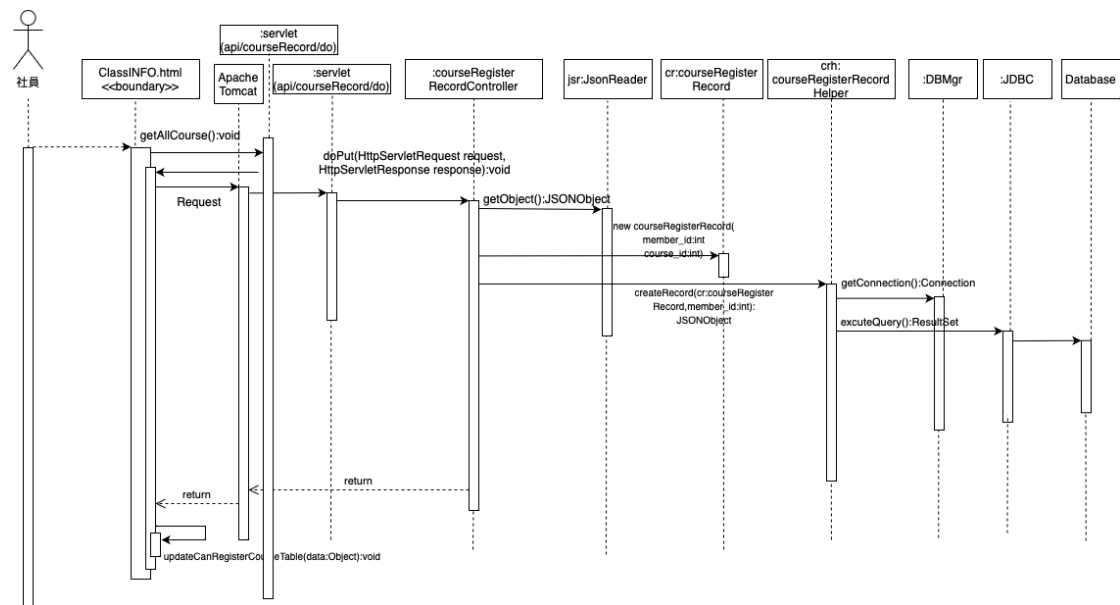 社員
ClassINFO.html
<<boundary>>
Apache
Tomcat
:servlet
(api/courseRecord/do)
:servlet
(api/courseRecord/do)
:courseRegister
RecordController
jsr:JsonReader
cr:courseRegister
Record
crh:
courseRegisterRecord
Helper
:DBMgr
:JDBC
Database
getAllCourse():void
doPut(HttpServletRequest request,
HttpServletResponse response):void
Request
getObject():JSONObject
new courseRegisterRecord(
member_id:int
course_id:int)
createRecord(cr:courseRegister
Record,member_id:int):
JSONObject
getConnection():Connection
excuteQuery():ResultSet
return
return
updateCanRegisterCourseTable(data:Object):void